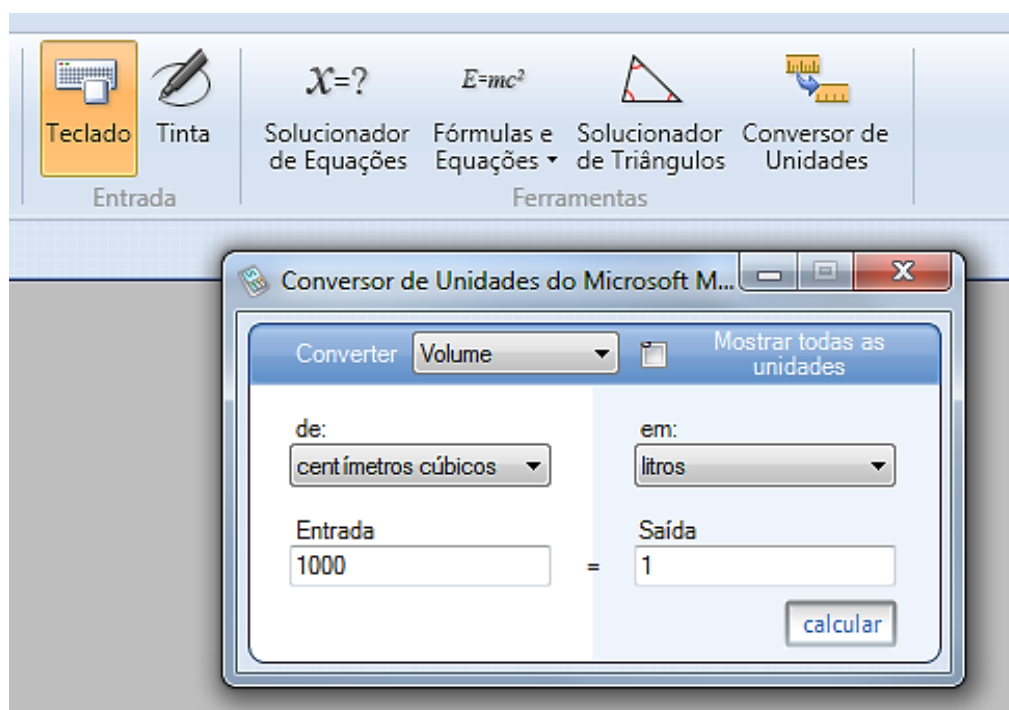 x=?
E=mc²
Teclado
Tinta
Solucionador
de Equações
Fórmulas e
Equações
Solucionador
de Triângulos
Conversor de
Unidades
Entrada
Ferramentas
Conversor de Unidades do Microsoft M...
Converter
Volume
Mostrar todas as
unidades
de:
em:
centímetros cúbicos
litros
Entrada
Saída
1000
=
1
calcular